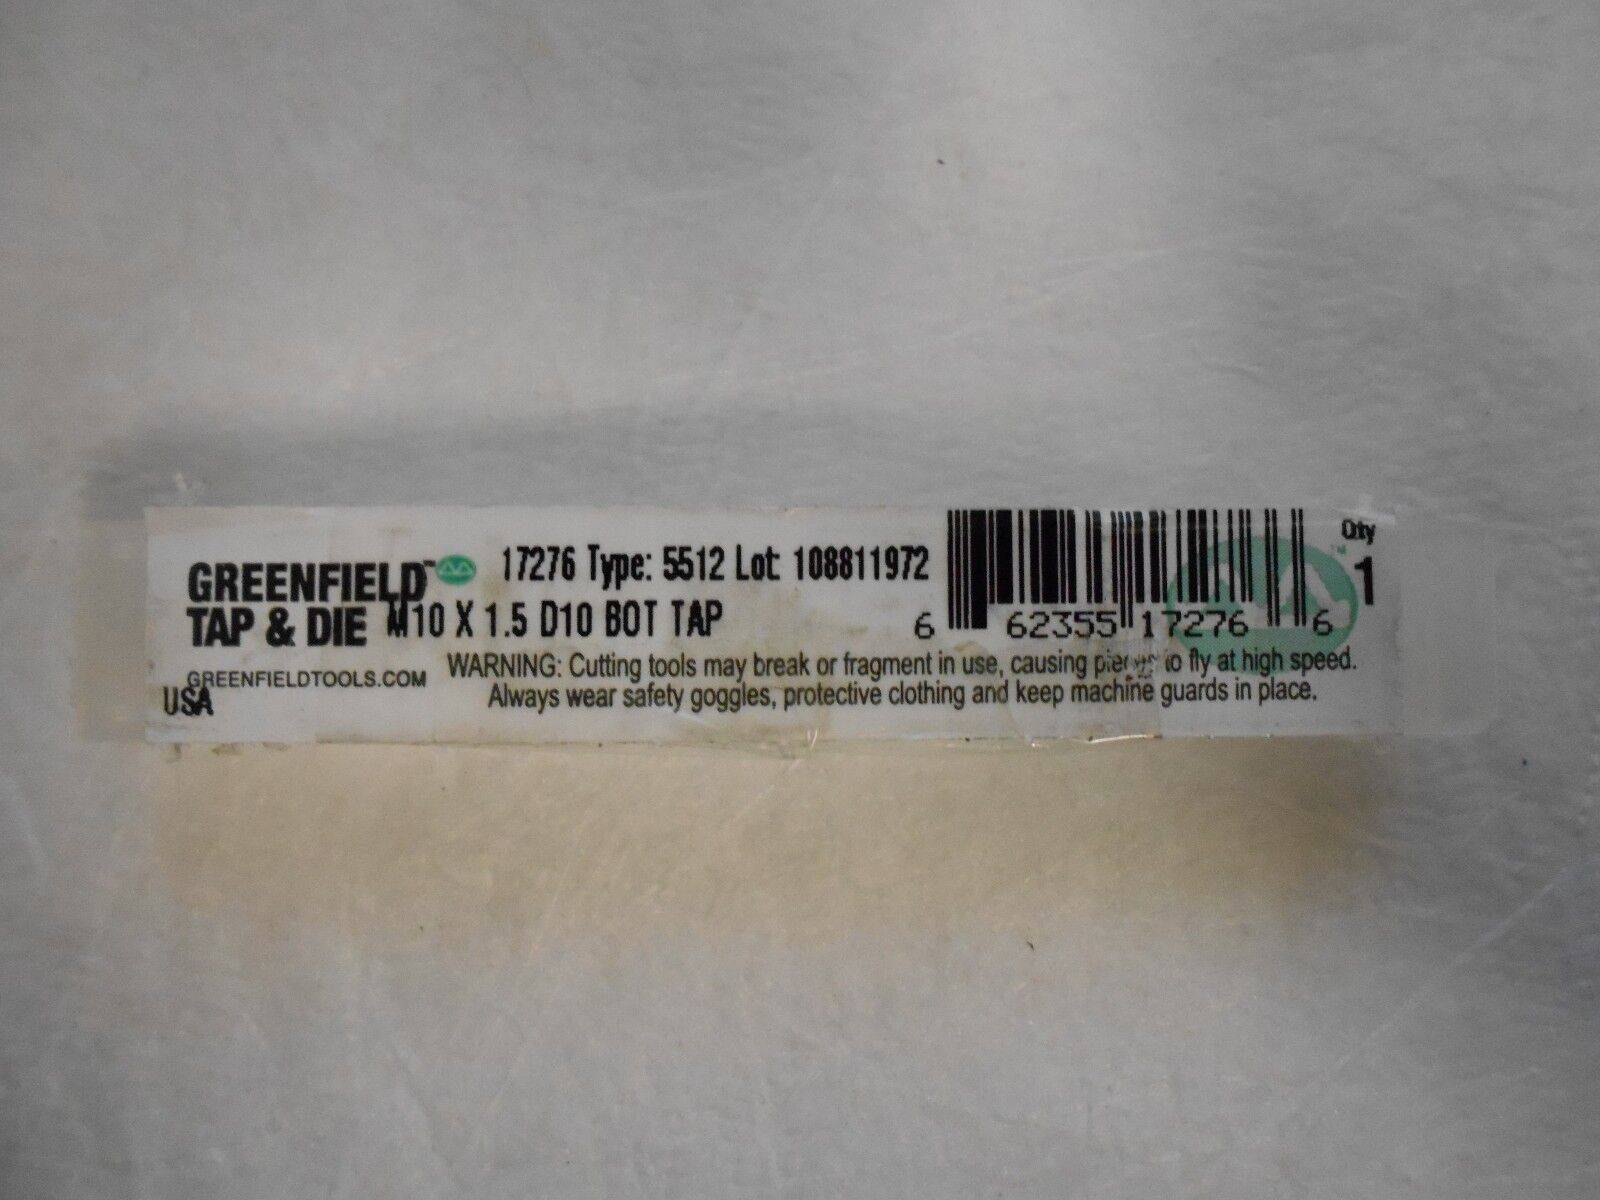 GREENFIELD™
TAP & DIE
GREENFIELDTOOLS.COM
USA
17276 Type: 5512 Lot: 108811972
M10 X 1.5 D10 BOT TAP
6 62355 17276 6
Qty
1
™
WARNING: Cutting tools may break or fragment in use, causing pieces to fly at high speed.
Always wear safety goggles, protective clothing and keep machine guards in place.